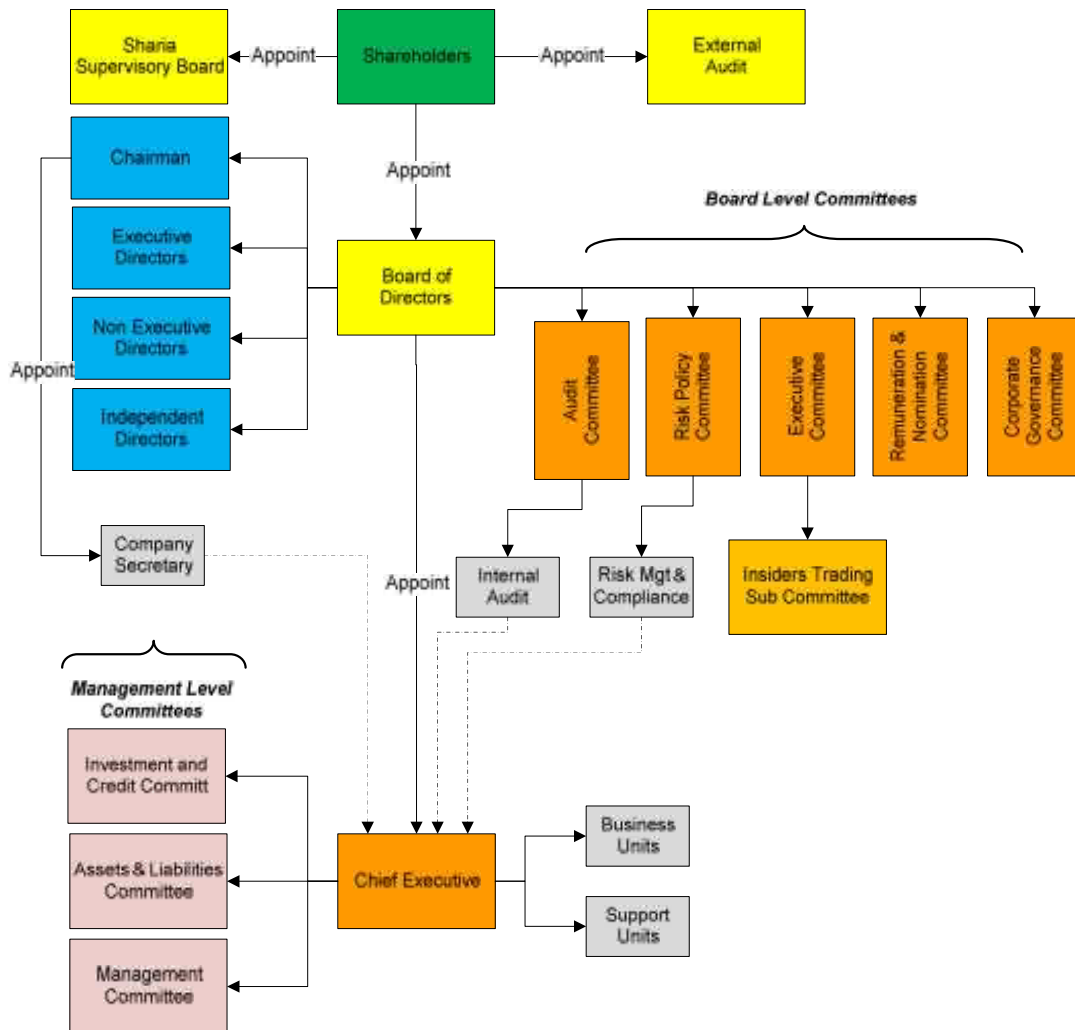 Sharia
Supervisory Board
Appoint
Shareholders
Appoint
External
Audit
Chairman
Appoint
Board Level Committees
Executive
Directors
Board of
Directors
Non Executive
Directors
Appoint
Independent
Directors
Audit
Committee
Risk Policy
Committee
Executive
Committee
Remuneration &
Nomination
Committee
Corporate
Governance
Committee
Company
Secretary
Appoint
Internal
Audit
Risk Mgt &
Compliance
Insiders Trading
Sub Committee
Management Level
Committees
Investment and
Credit Committ
Assets & Liabilities
Committee
Management
Committee
Chief Executive
Business
Units
Support
Units